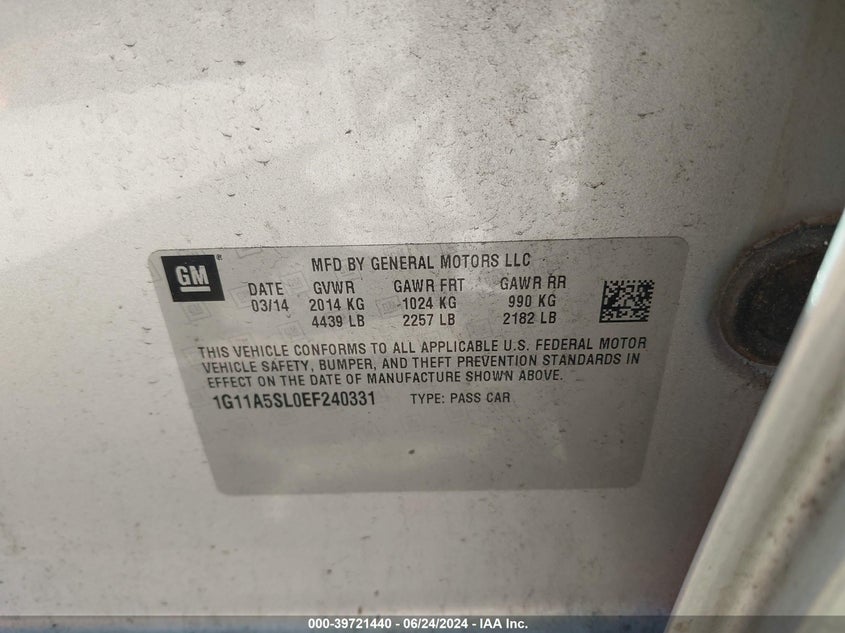 GM ®
MFD BY GENERAL MOTORS LLC
DATE GVWR GAWR FRT GAWR RR
03/14 2014 KG 1024 KG 990 KG
4439 LB 2257 LB 2182 LB
THIS VEHICLE CONFORMS TO ALL APPLICABLE U.S. FEDERAL MOTOR
VEHICLE SAFETY, BUMPER, AND THEFT PREVENTION STANDARDS IN
EFFECT ON THE DATE OF MANUFACTURE SHOWN ABOVE.
1G11A5SL0EF240331 TYPE: PASS CAR
000-39721440 - 06/24/2024 - IAA Inc.